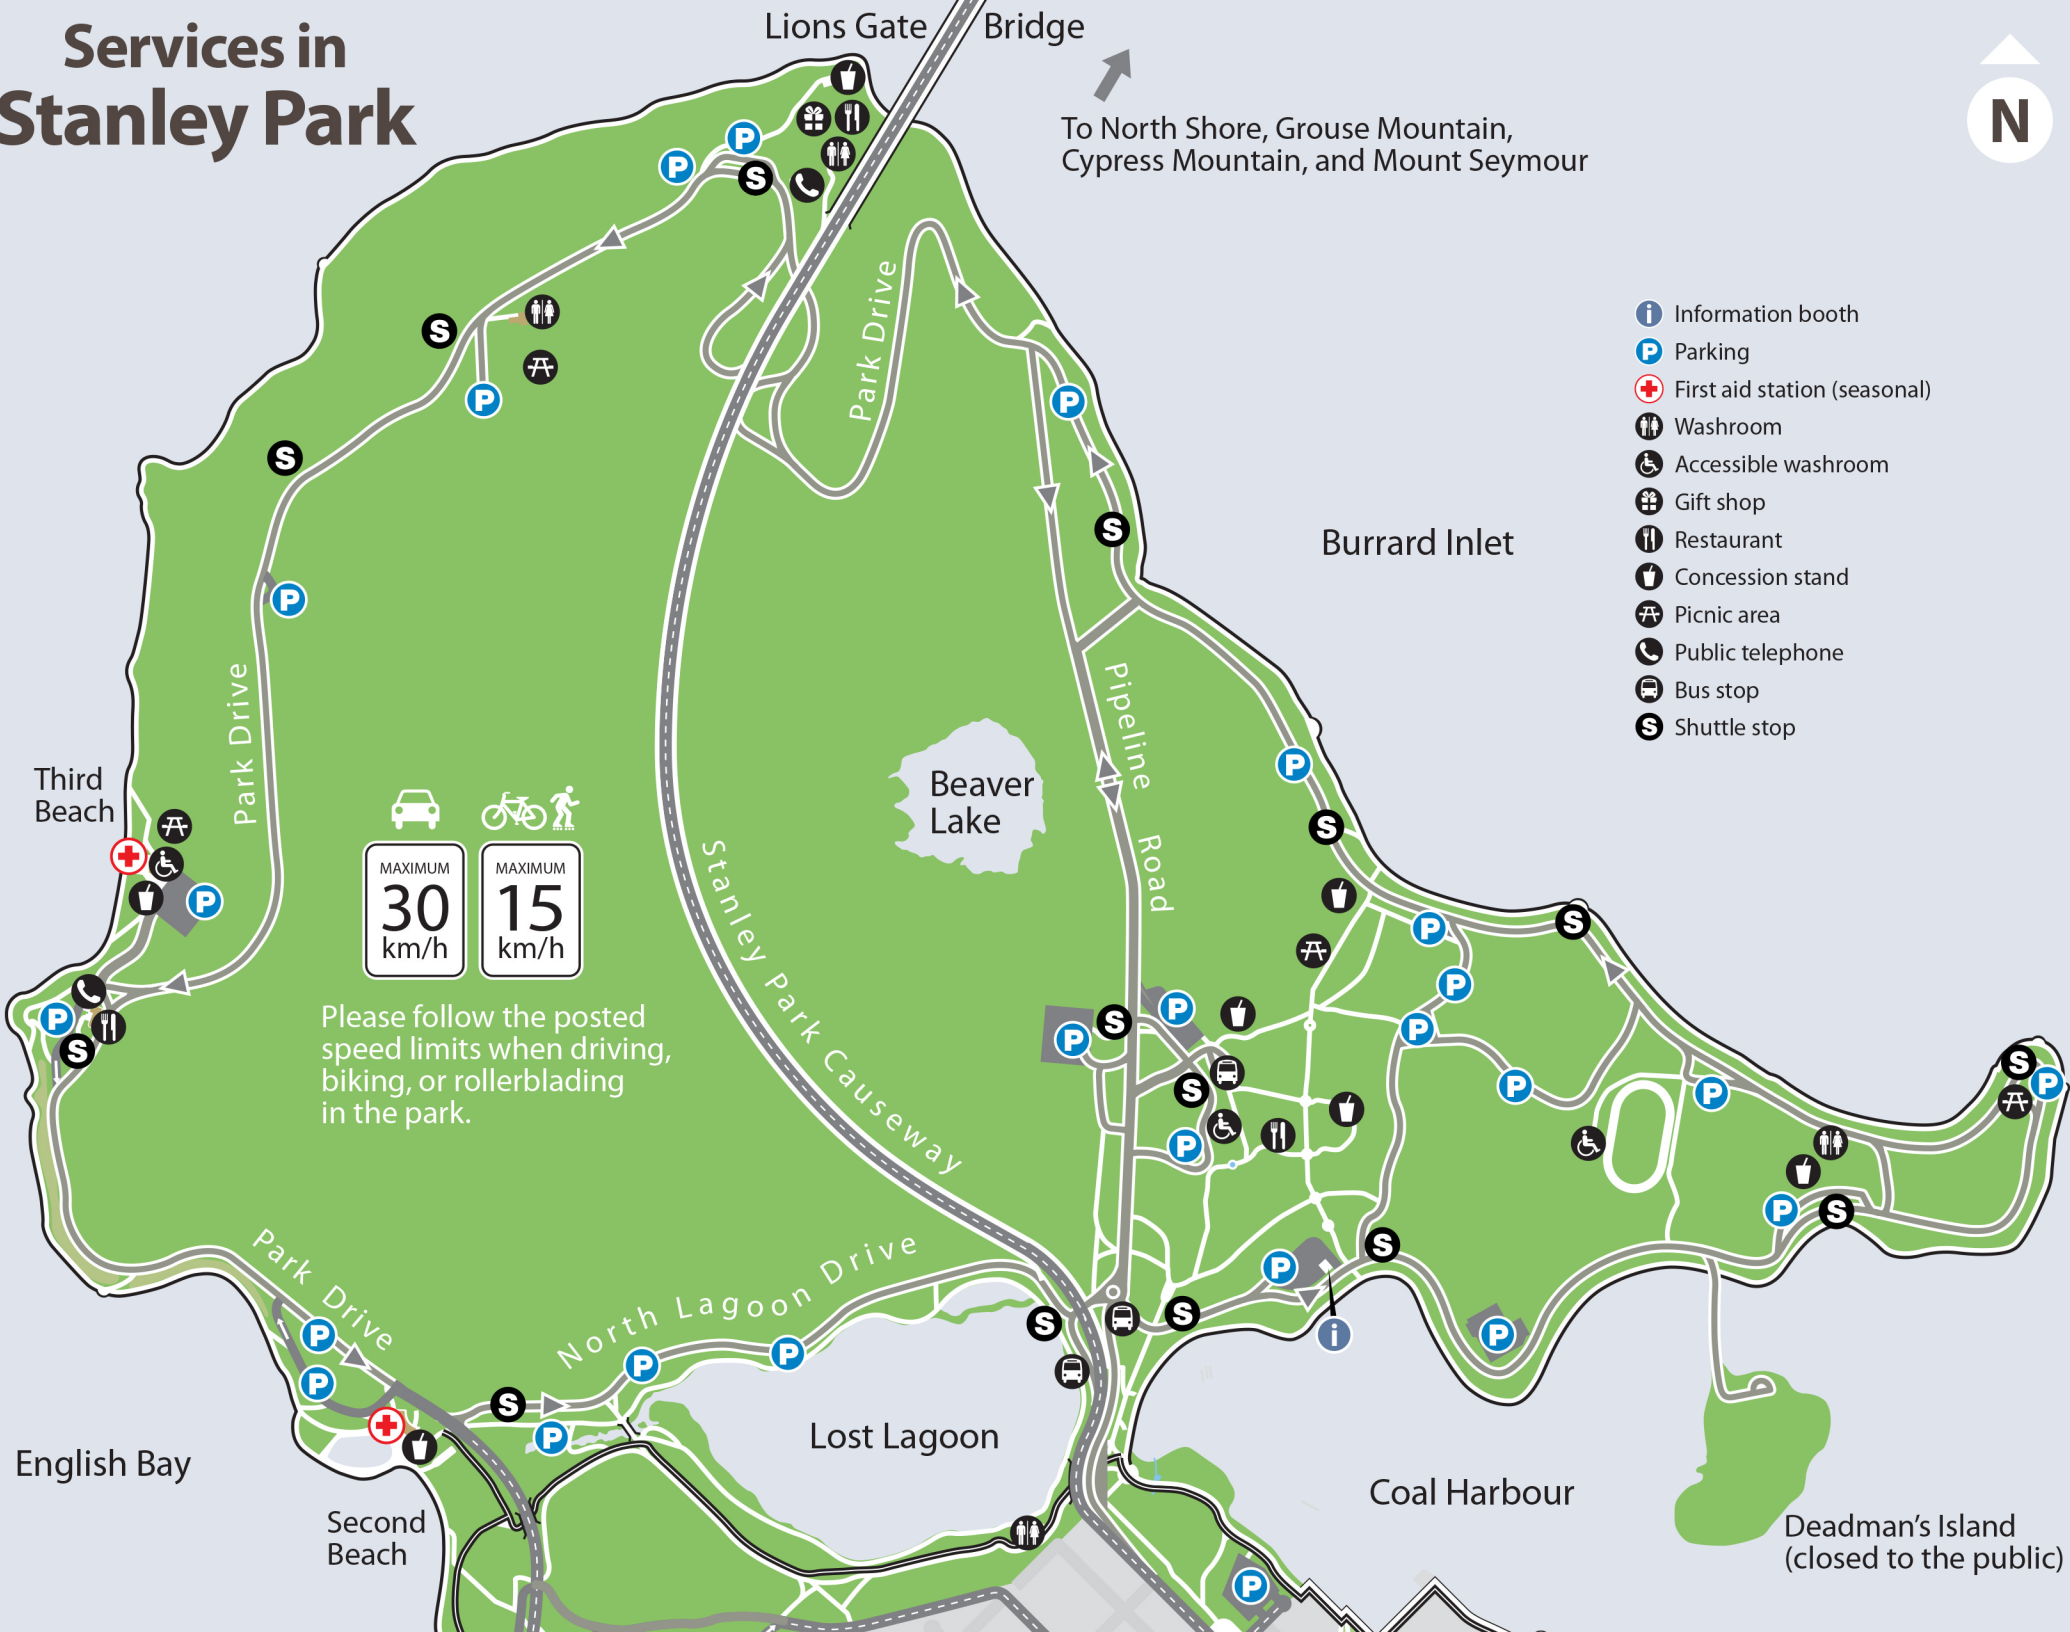 Services in
Stanley Park
Lions Gate Bridge
To North Shore, Grouse Mountain,
Cypress Mountain, and Mount Seymour
N
i Information booth
P Parking
First aid station (seasonal)
Washroom
Accessible washroom
Gift shop
Restaurant
Concession stand
Picnic area
Public telephone
Bus stop
S Shuttle stop
Burrard Inlet
Park Drive
Park Drive
Pipeline Road
Third
Beach
Beaver
Lake
MAXIMUM
30
km/h
MAXIMUM
15
km/h
Please follow the posted
speed limits when driving,
biking, or rollerblading
in the park.
Stanley Park Causeway
Park Drive
North Lagoon Drive
Lost Lagoon
English Bay
Second
Beach
Coal Harbour
Deadman's Island
(closed to the public)